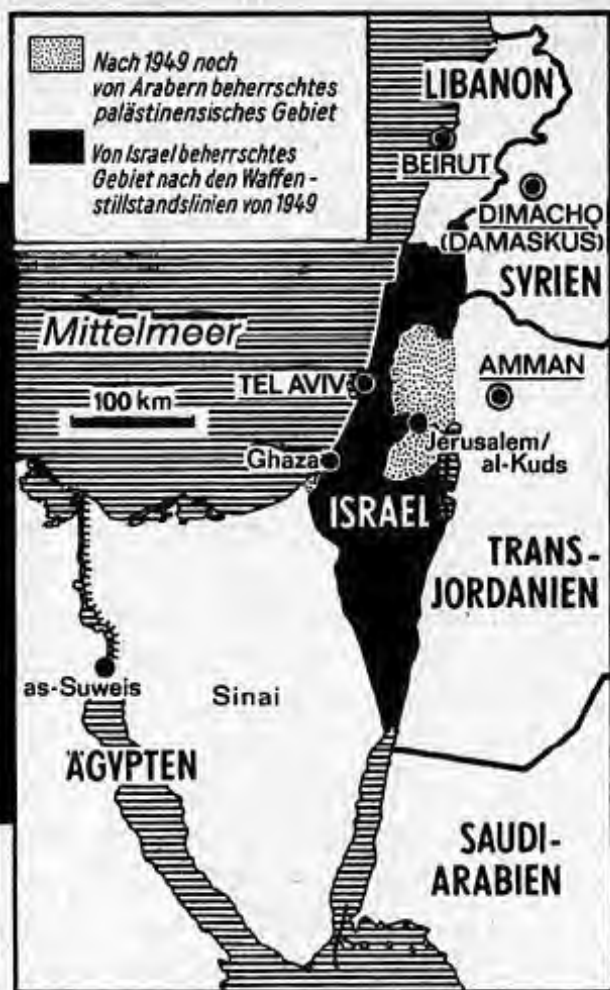 Nach 1949 noch
von Arabern beherrschtes
palästinensisches Gebiet
Von Israel beherrschtes
Gebiet nach den Waffen-
stillstandslinien von 1949
LIBANON
BEIRUT
DIMACHQ
(DAMASKUS)
SYRIEN
Mittelmeer
100 km
TEL AVIV
AMMAN
Ghaza
Jerusalem/
al-Kuds
ISRAEL
TRANS-
JORDANIEN
as-Suweis
Sinai
ÄGYPTEN
SAUDI-
ARABIEN